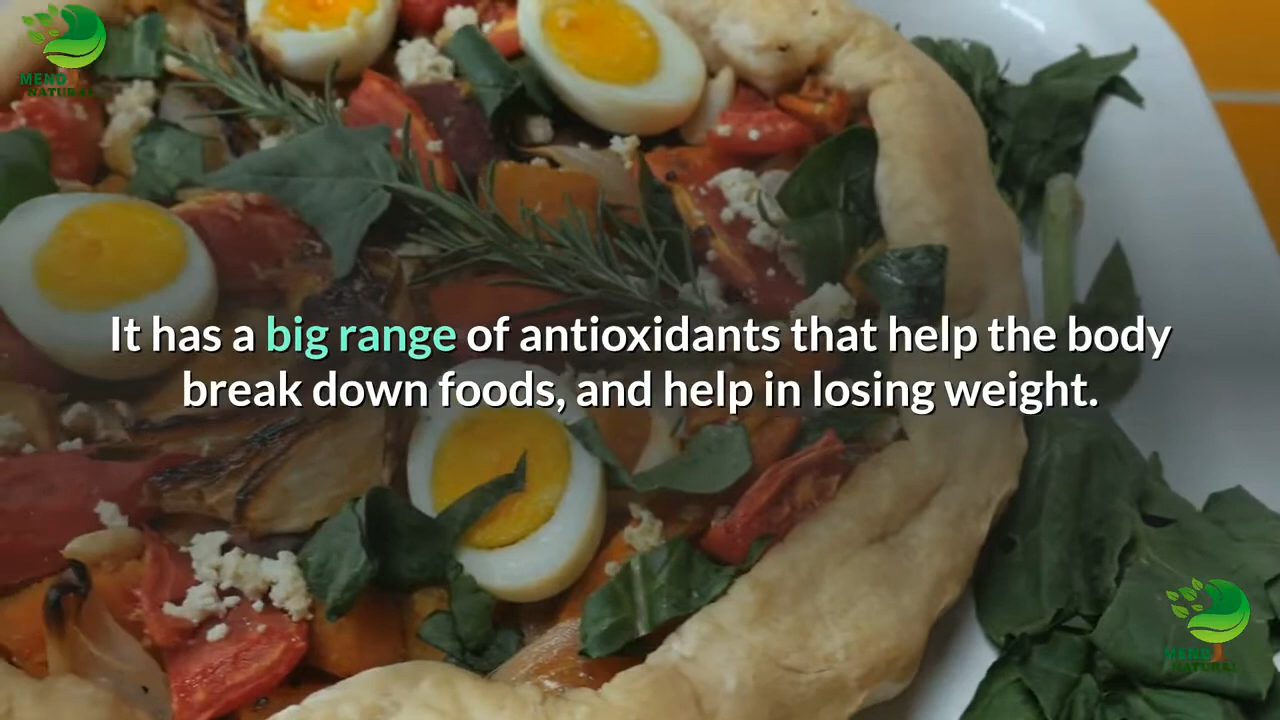 MEND
NATURAL
It has a big range of antioxidants that help the body
break down foods, and help in losing weight.
MEND
NATURAL